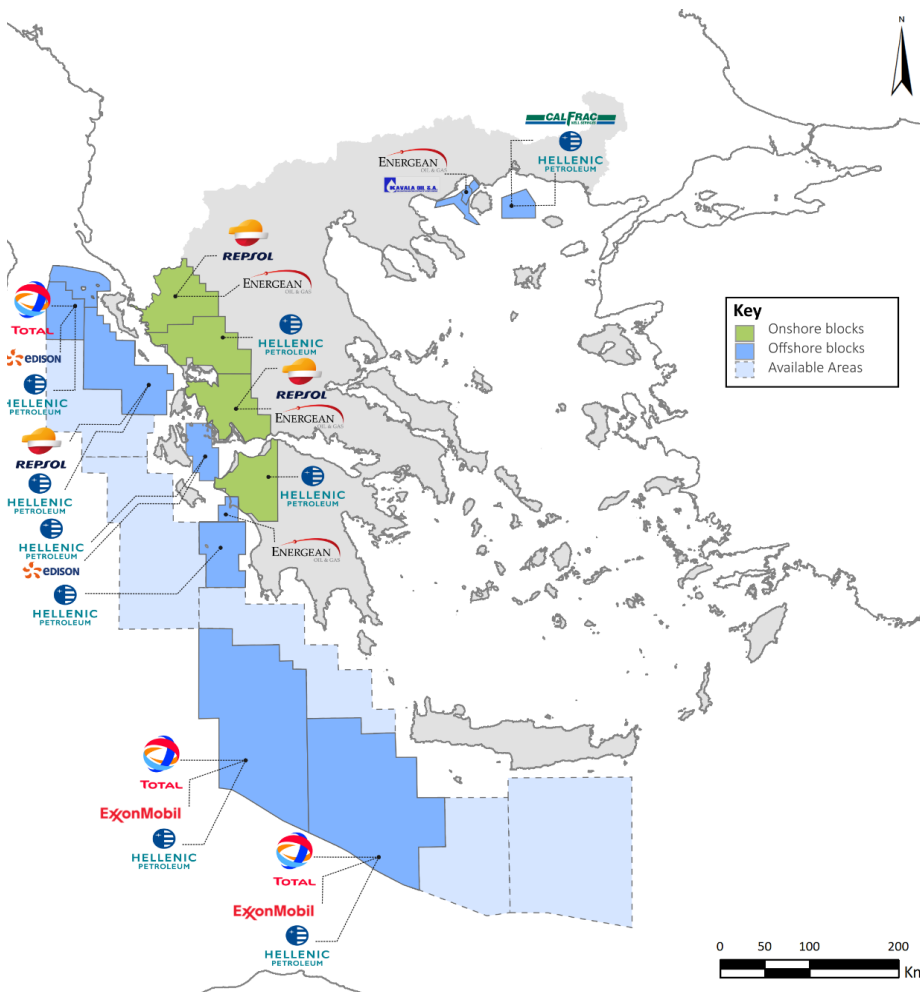 N
CALFRAC
WELL SERVICES
HELLENIC
PETROLEUM
ENERGEAN
OIL & GAS
KAVALA OIL S.A.
REPSOL
ENERGEAN
OIL & GAS
HELLENIC
PETROLEUM
REPSOL
ENERGEAN
OIL & GAS
HELLENIC
PETROLEUM
ENERGEAN
OIL & GAS
TOTAL
eDISON
HELLENIC
PETROLEUM
REPSOL
HELLENIC
PETROLEUM
HELLENIC
PETROLEUM
eDISON
HELLENIC
PETROLEUM
TOTAL
ExxonMobil
HELLENIC
PETROLEUM
TOTAL
ExxonMobil
HELLENIC
PETROLEUM
Key
Onshore blocks
Offshore blocks
Available Areas
0 50 100 200
Km